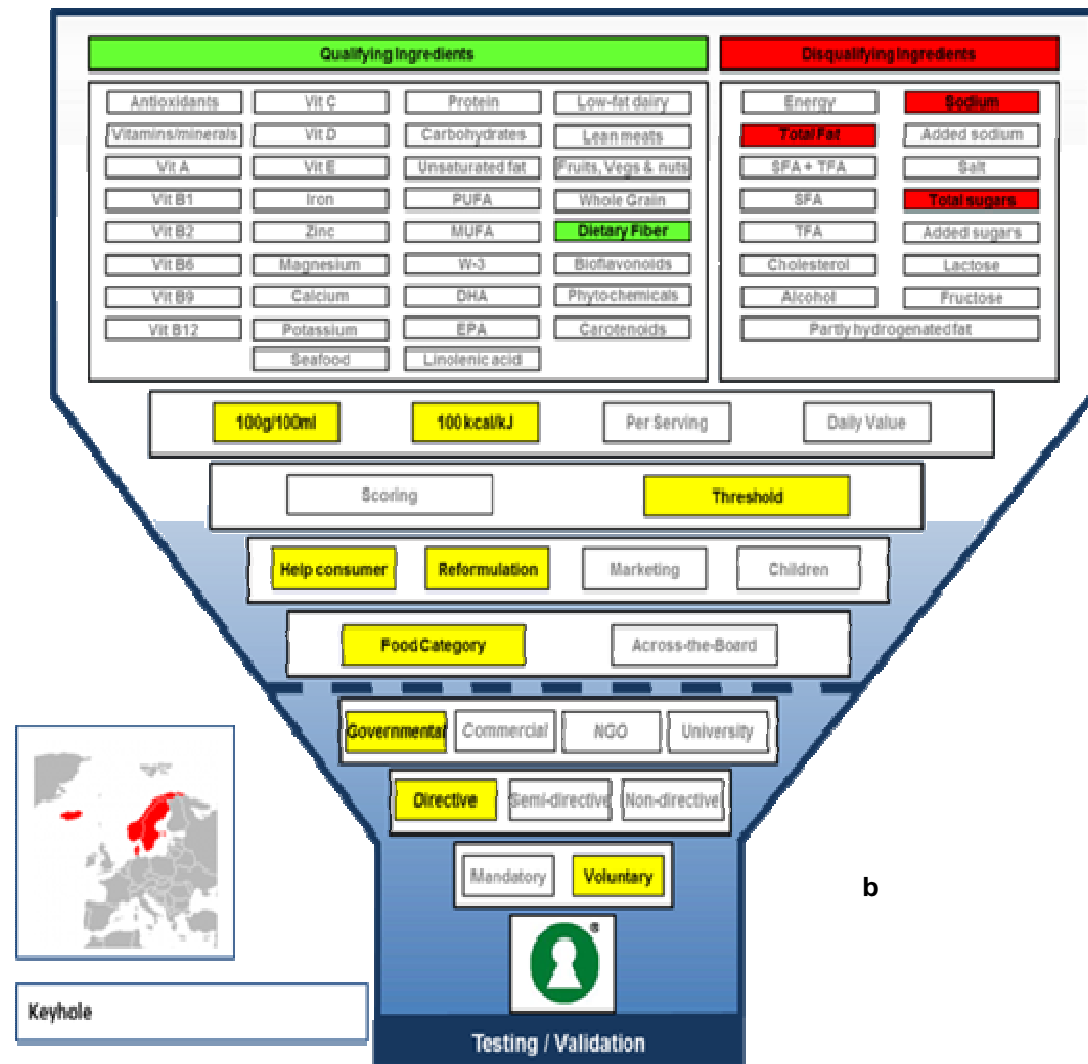 Qualifying Ingredients Disqualifying Ingredients
Antioxidants Vit C Protein Low-fat dairy Energy Sodium
Vitamins/minerals Vit D Carbohydrates Lean meats Total Fat Added sodium
Vit A Vit E Unsaturated fat Fruits, Vegs & nuts SFA + TFA Salt
Vit B1 Iron PUFA Whole Grain SFA Total sugars
Vit B2 Zinc MUFA Dietary Fiber TFA Added sugars
Vit B6 Magnesium W-3 Bioflavonoids Cholesterol Lactose
Vit B9 Calcium DHA Phytochemicals Alcohol Fructose
Vit B12 Potassium EPA Carotenoids Partly hydrogenated fat
Seafood Linolenic acid
100g/100ml 100 kcal/kJ Per Serving Daily Value
Scoring Threshold
Help consumer Reformulation Marketing Children
Food Category Across-the-Board
Governmental Commercial NGO University
Directive Semi-directive Non-directive
Mandatory Voluntary
b
®
Keyhole
Testing / Validation